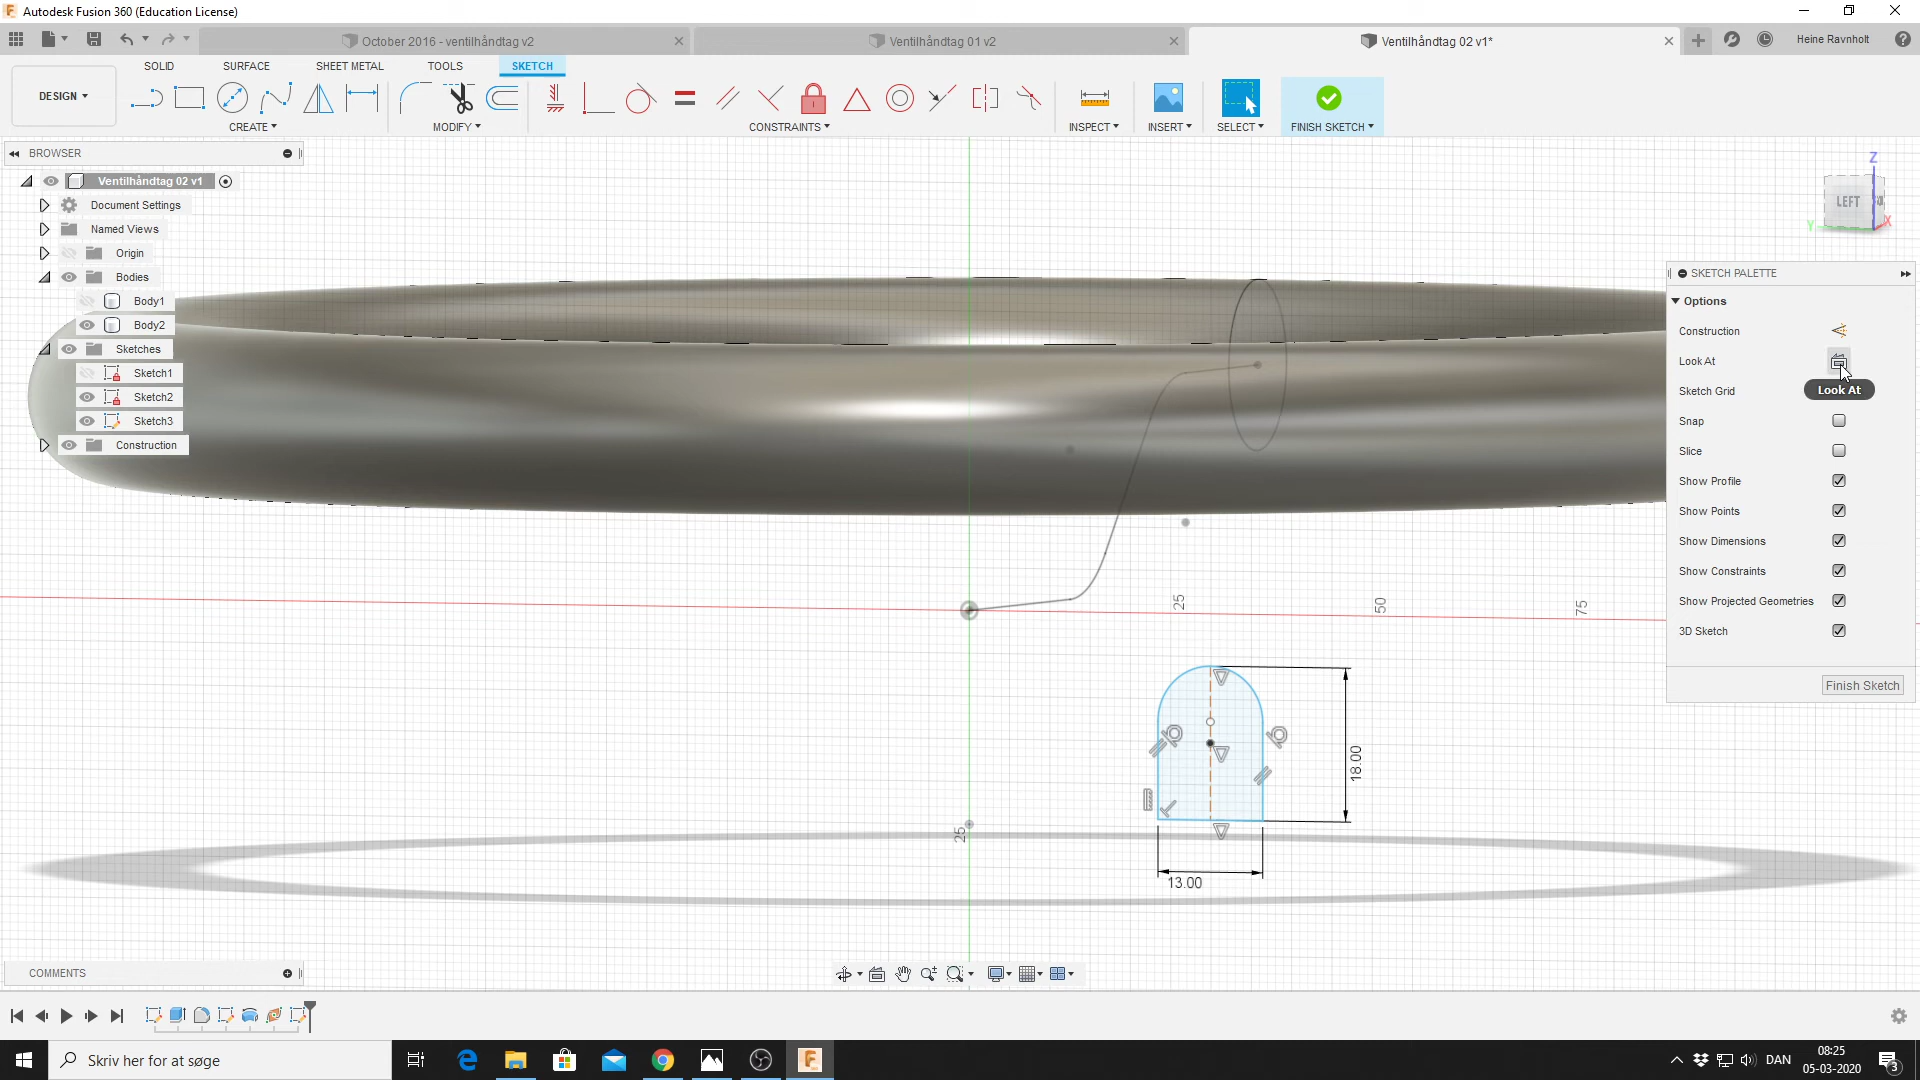 Autodesk Fusion 360 (Education License)
October 2016 - ventilhåndtag v2
Ventilhåndtag 01 v2
Ventilhåndtag 02 v1*
Heine Ravnholt
SOLID
SURFACE
SHEET METAL
TOOLS
SKETCH
DESIGN
CREATE
MODIFY
CONSTRAINTS
INSPECT
INSERT
SELECT
FINISH SKETCH
BROWSER
Ventilhåndtag 02 v1
Document Settings
Named Views
Origin
Bodies
Body1
Body2
Sketches
Sketch1
Sketch2
Sketch3
Construction
Z
LEFT
Y
X
SKETCH PALETTE
Options
Construction
Look At
Look At
Sketch Grid
Snap
Slice
Show Profile
Show Points
Show Dimensions
Show Constraints
Show Projected Geometries
3D Sketch
Finish Sketch
25
50
75
18.00
25
13.00
COMMENTS
Skriv her for at søge
DAN
08:25
05-03-2020
3